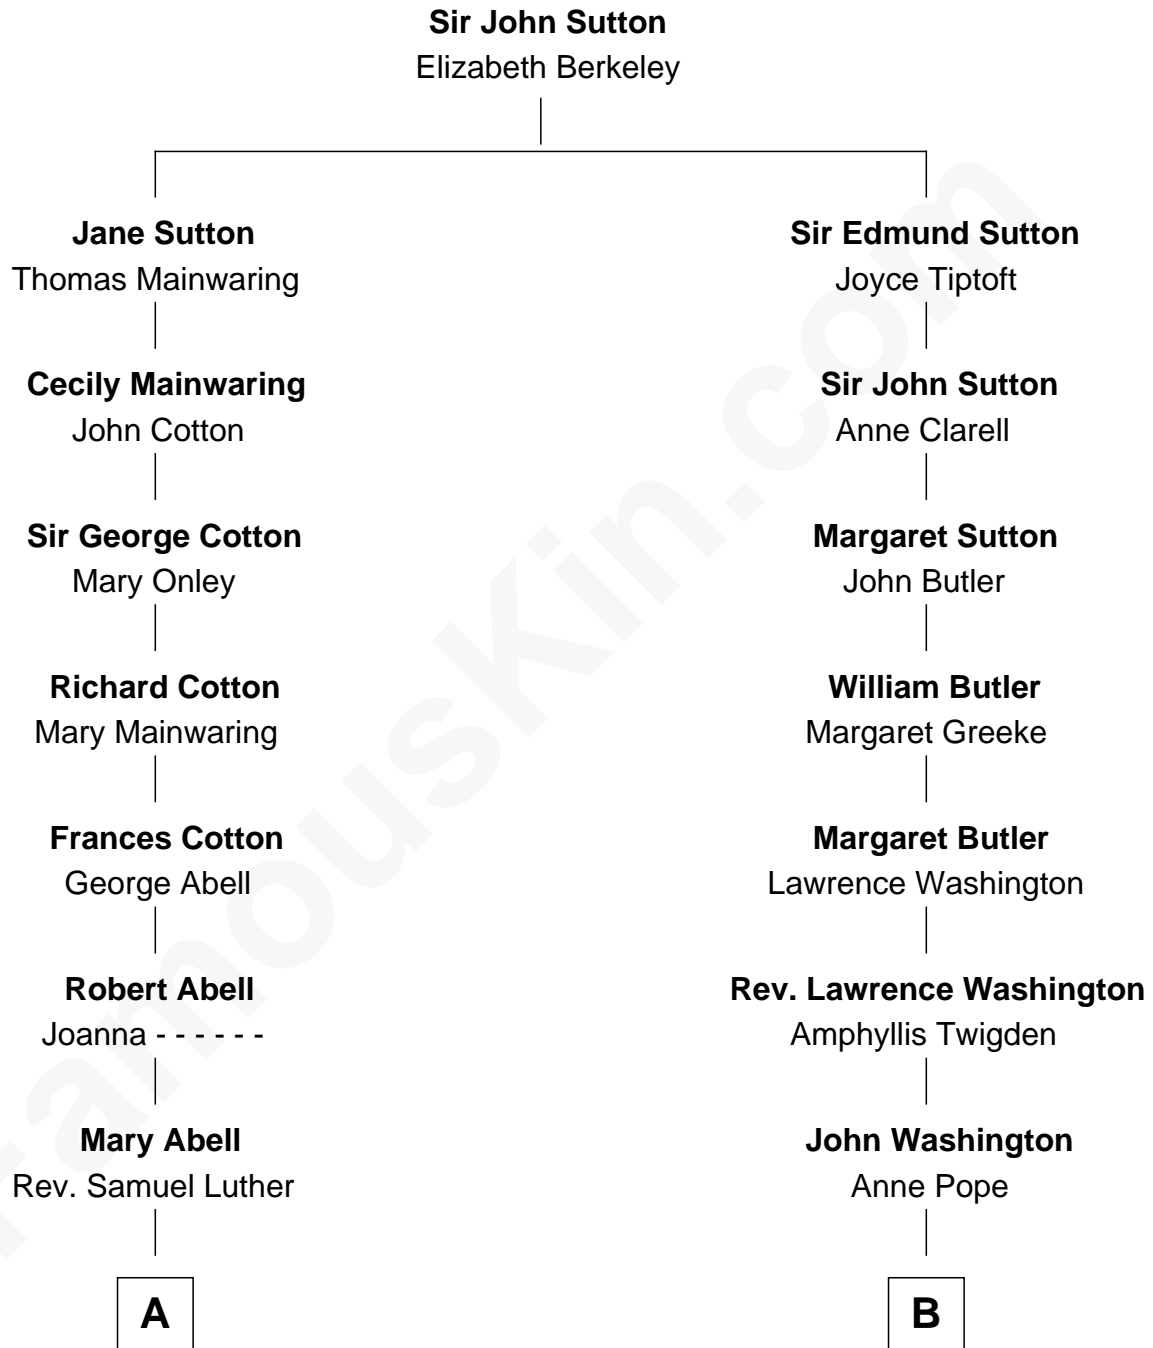 Sir John Sutton
Elizabeth Berkeley
Jane Sutton
Thomas Mainwaring
Cecily Mainwaring
John Cotton
Sir George Cotton
Mary Onley
Richard Cotton
Mary Mainwaring
Frances Cotton
George Abell
Robert Abell
Joanna - - - - - -
Mary Abell
Rev. Samuel Luther
A
Sir Edmund Sutton
Joyce Tiptoft
Sir John Sutton
Anne Clarell
Margaret Sutton
John Butler
William Butler
Margaret Greeke
Margaret Butler
Lawrence Washington
Rev. Lawrence Washington
Amphyllis Twigden
John Washington
Anne Pope
B
FamousKin.com